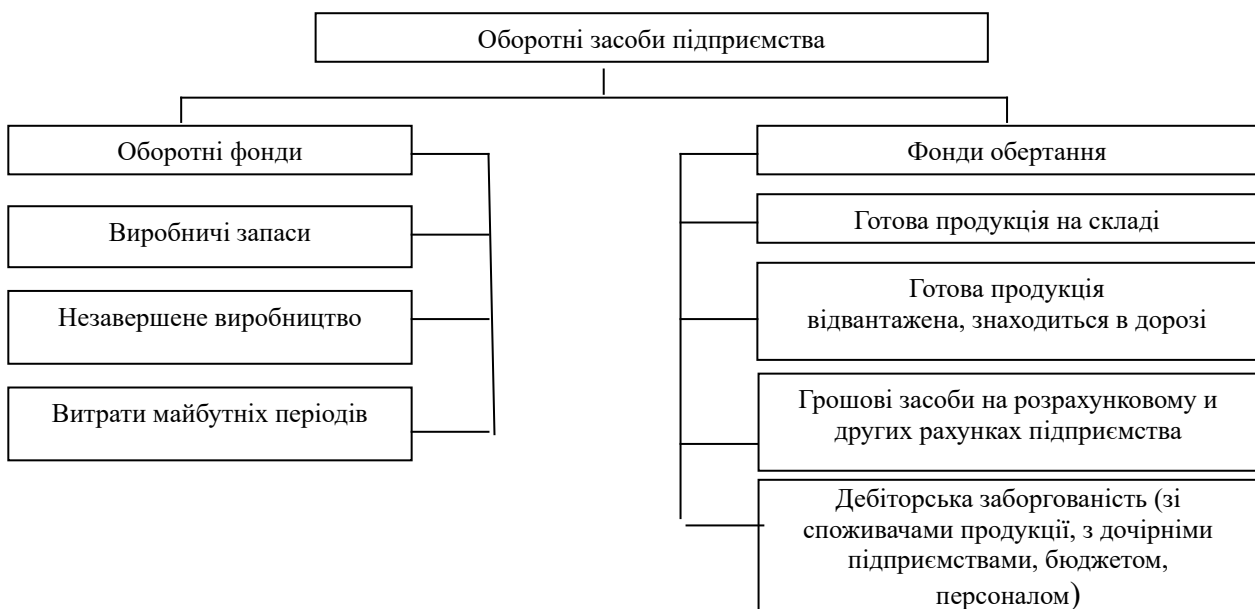 Оборотні засоби підприємства
Оборотні фонди
Виробничі запаси
Незавершене виробництво
Витрати майбутніх періодів
Фонди обертання
Готова продукція на складі
Готова продукція
відвантажена, знаходиться в дорозі
Грошові засоби на розрахунковому и
других рахунках підприємства
Дебіторська заборгованість (зі
споживачами продукції, з дочірніми
підприємствами, бюджетом,
персоналом)